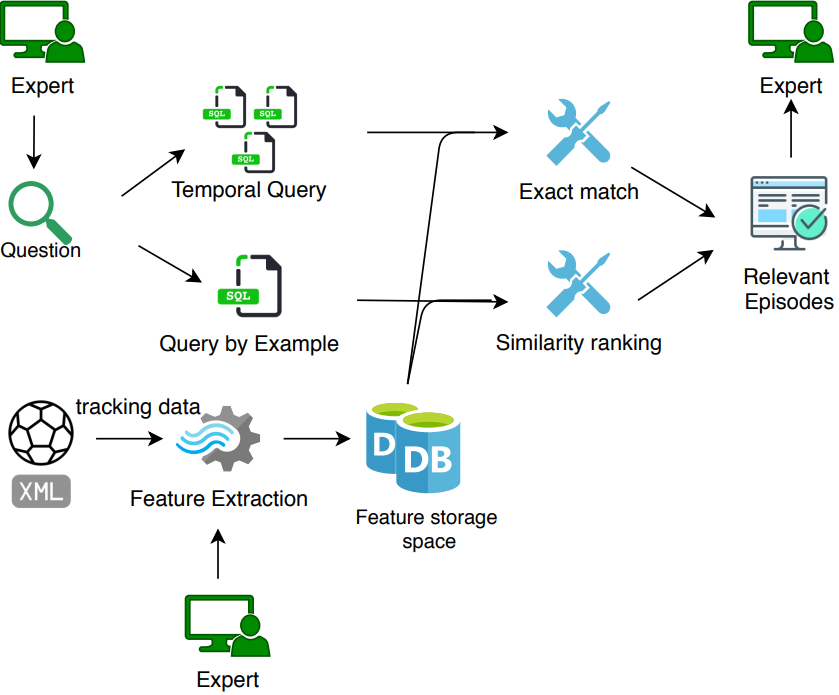 Expert
Expert
SQL
SQL
SQL
Temporal Query
Exact match
Question
SQL
Relevant
Episodes
Query by Example
Similarity ranking
tracking data
XML
Feature Extraction
D
DB
Feature storage
space
Expert